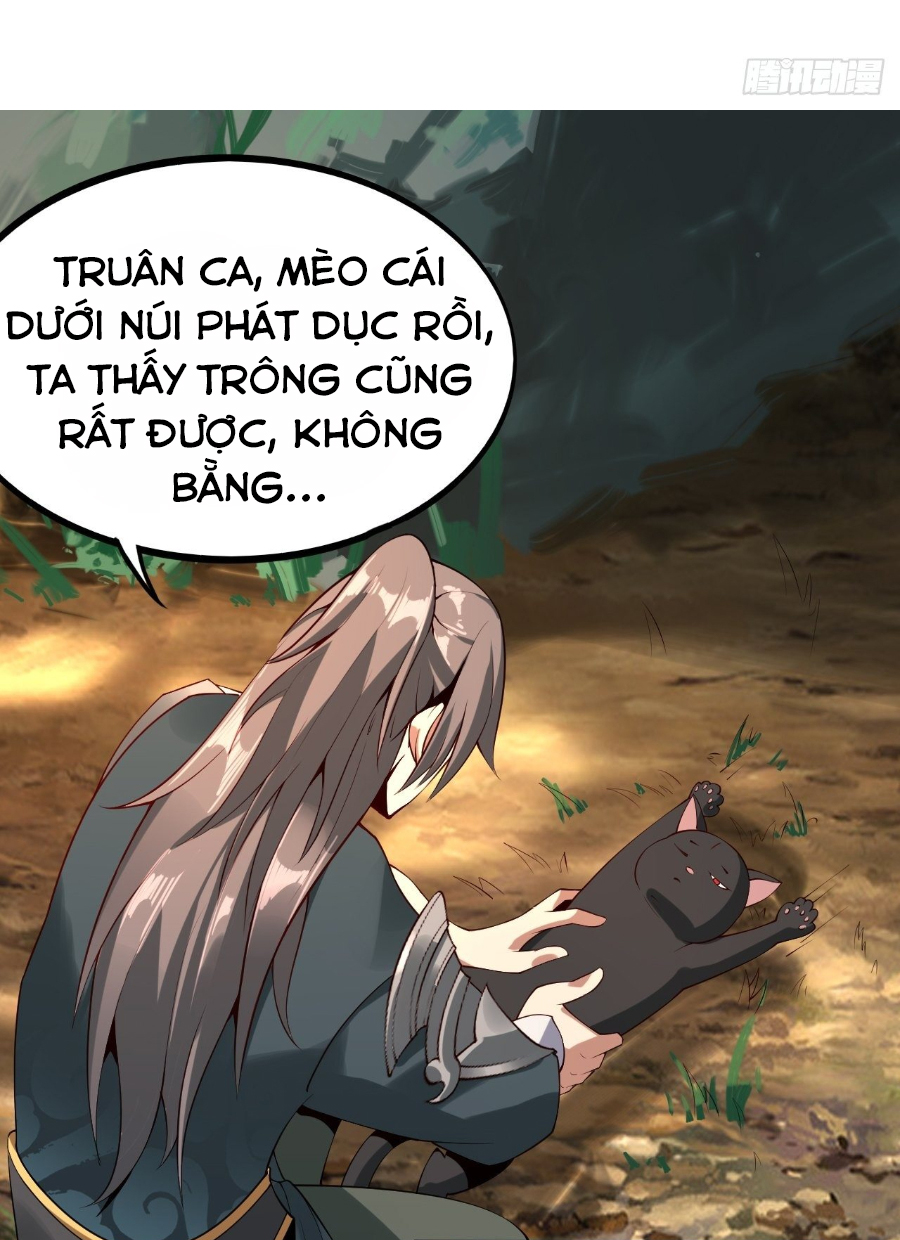 腾讯动漫
TRUÂN CA, MÈO CÁI
DƯỚI NÚI PHÁT DỤC RỒI,
TA THẤY TRÔNG CŨNG
RẤT ĐƯỢC, KHÔNG
BẰNG...